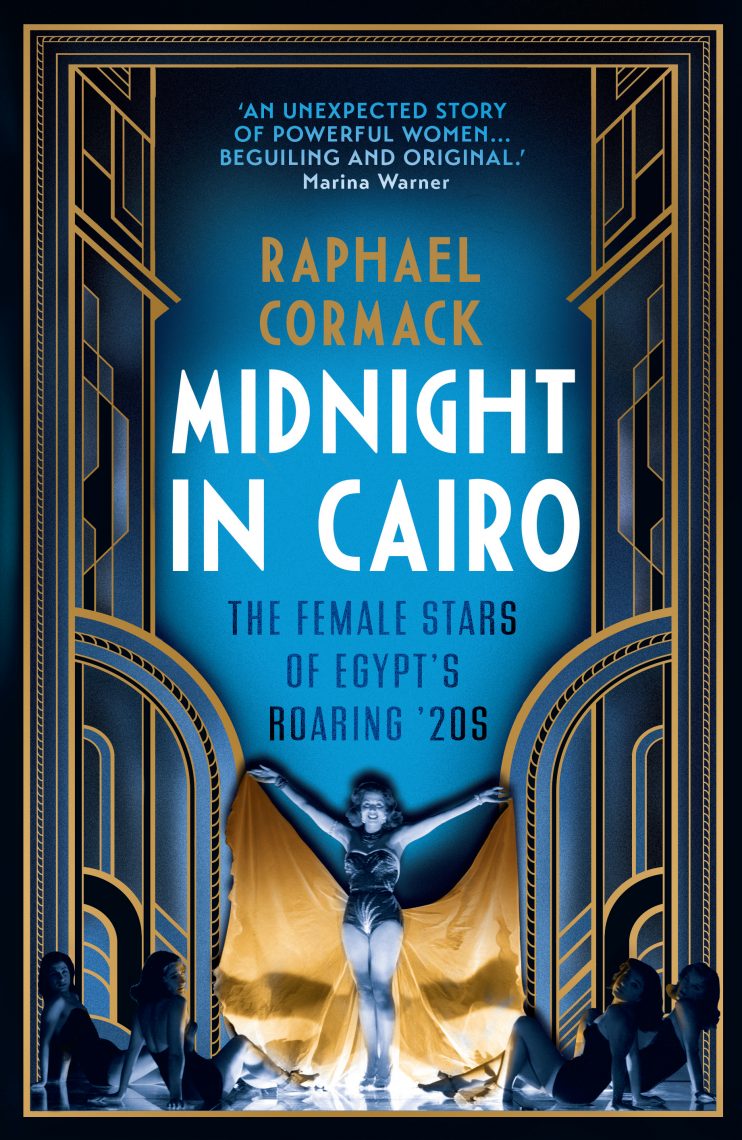 ‘AN UNEXPECTED STORY
OF POWERFUL WOMEN...
BEGUILING AND ORIGINAL.’
Marina Warner
RAPHAEL
CORMACK
MIDNIGHT
IN CAIRO
THE FEMALE STARS
OF EGYPT’S
ROARING ’20S